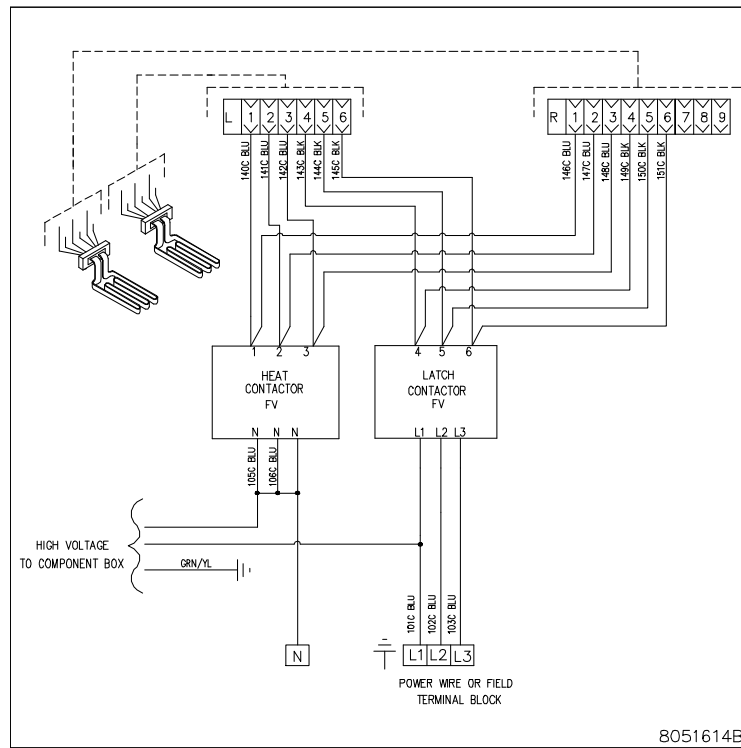 L 1 2 3 4 5 6
R 1 2 3 4 5 6 7 8 9
140C BLU
141C BLU
142C BLU
143C BLK
144C BLK
145C BLK
146C BLU
147C BLU
148C BLU
149C BLK
150C BLK
151C BLK
1 2 3
HEAT
CONTACTOR
FV
N N N
4 5 6
LATCH
CONTACTOR
FV
L1 L2 L3
105C BLU
106C BLU
HIGH VOLTAGE
TO COMPONENT BOX
GRN/YL
101C BLU
102C BLU
103C BLU
N
L1 L2 L3
POWER WIRE OR FIELD
TERMINAL BLOCK
8051614B